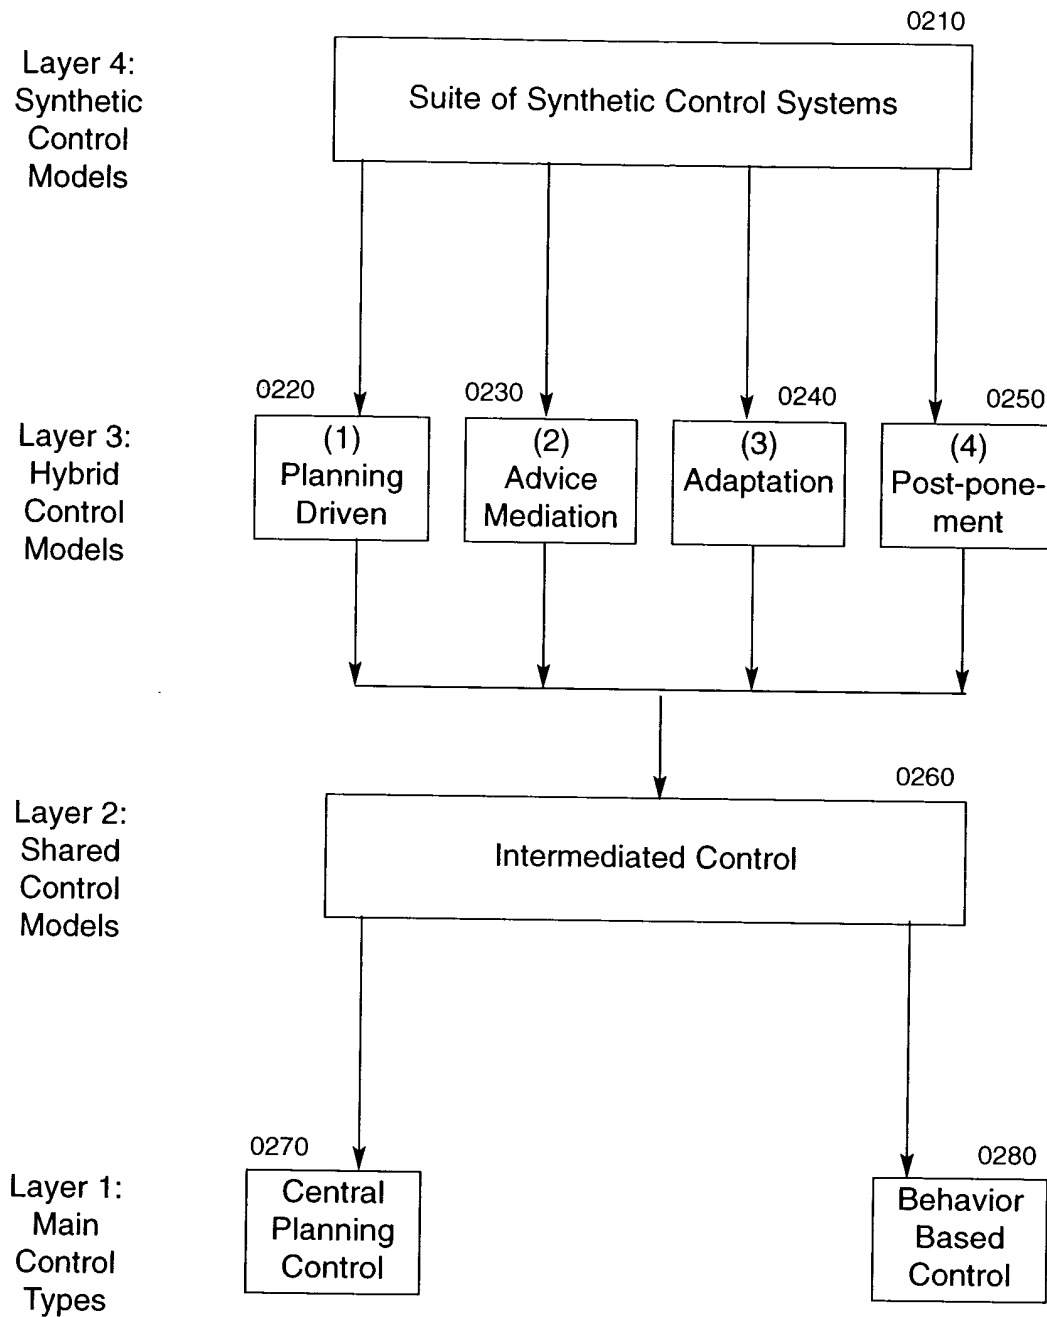 0210
Layer 4:
Synthetic
Control
Models
Suite of Synthetic Control Systems
0220
0230
0240
0250
Layer 3:
Hybrid
Control
Models
(1)
Planning
Driven
(2)
Advice
Mediation
(3)
Adaptation
(4)
Post-pone-
ment
0260
Layer 2:
Shared
Control
Models
Intermediated Control
0270
0280
Layer 1:
Main
Control
Types
Central
Planning
Control
Behavior
Based
Control